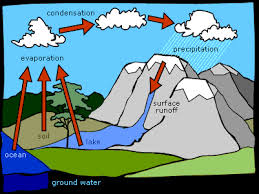 condensation
precipitation
evaporation
surface
runoff
soil
lake
ocean
ground water